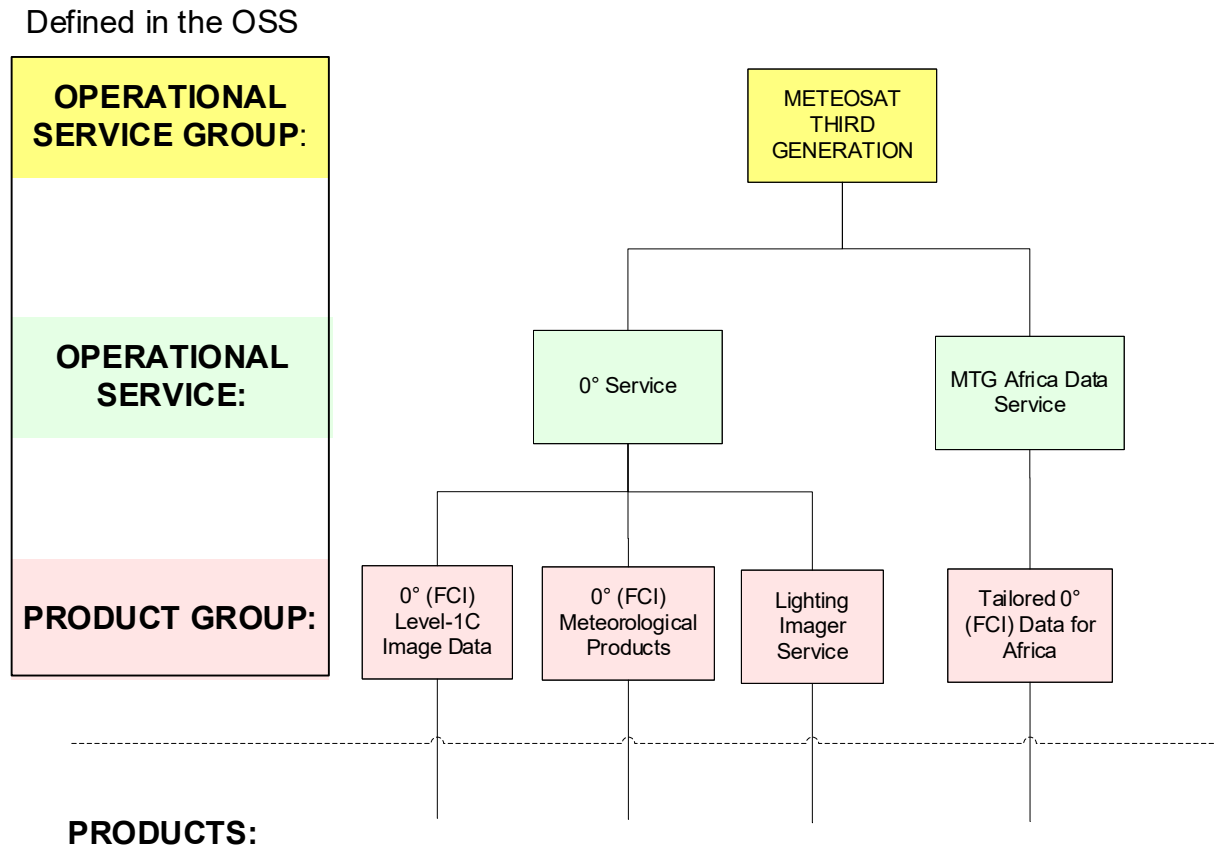 Defined in the OSS
OPERATIONAL
SERVICE GROUP:
METEOSAT
THIRD
GENERATION
OPERATIONAL
SERVICE:
0° Service
MTG Africa Data
Service
PRODUCT GROUP:
0° (FCI)
Level-1C
Image Data
0° (FCI)
Meteorological
Products
Lighting
Imager
Service
Tailored 0°
(FCI) Data for
Africa
PRODUCTS: